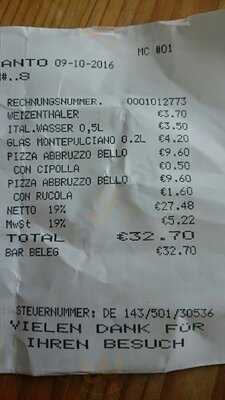 MC #01
ANTO 09-10-2016
#..8
RECHNUNGSNUMMER. 0001012773
WEIZENTHALER €3.70
ITAL.WASSER 0,5L €3.50
GLAS MONTEPULCIANO 0.2L €4.20
PIZZA ABBRUZZO BELLO €9.60
CON CIPOLLA €0.50
PIZZA ABBRUZZO BELLO €9.60
CON RUCOLA €1.60
NETTO 19% €27.48
MwSt 19% €5.22
TOTAL €32.70
BAR BELEG €32.70
STEUERNUMMER: DE 143/501/30536
VIELEN DANK FÜR
IHREN BESUCH